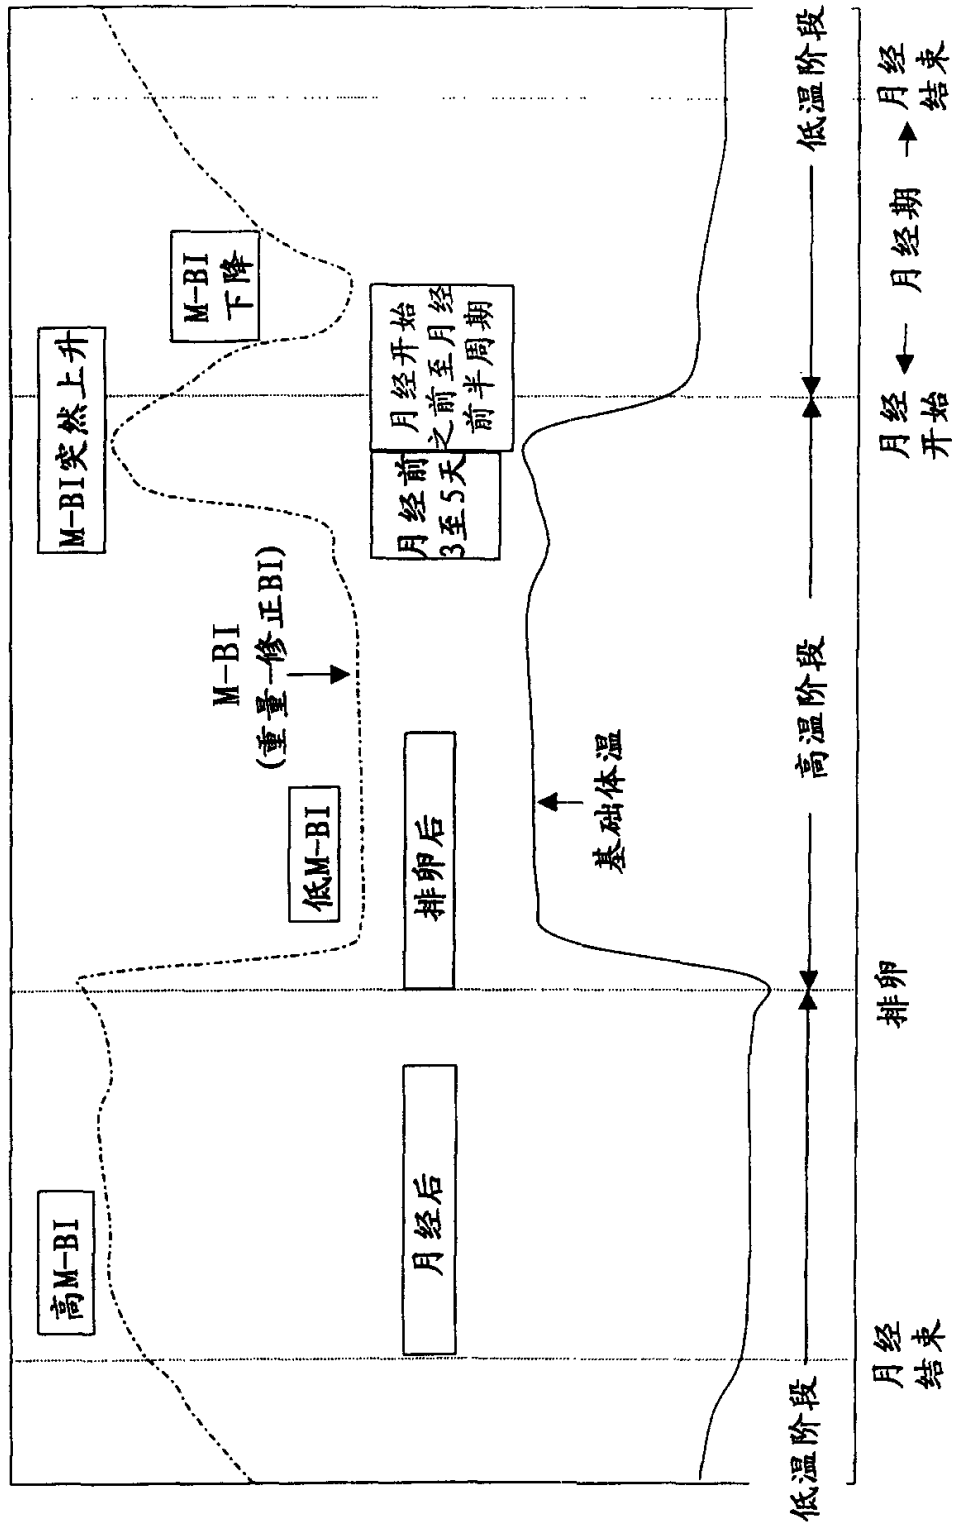 M-BI突然上升
高M-BI
M-BI
下降
M-BI
(重量-修正BI)
低M-BI
月经后
排卵后
月经前
3至5天
月经开始
之前至月经
前半周期
基础体温
低温阶段
高温阶段
低温阶段
月经
结束
排卵
月经
开始
月经期
月经
结束